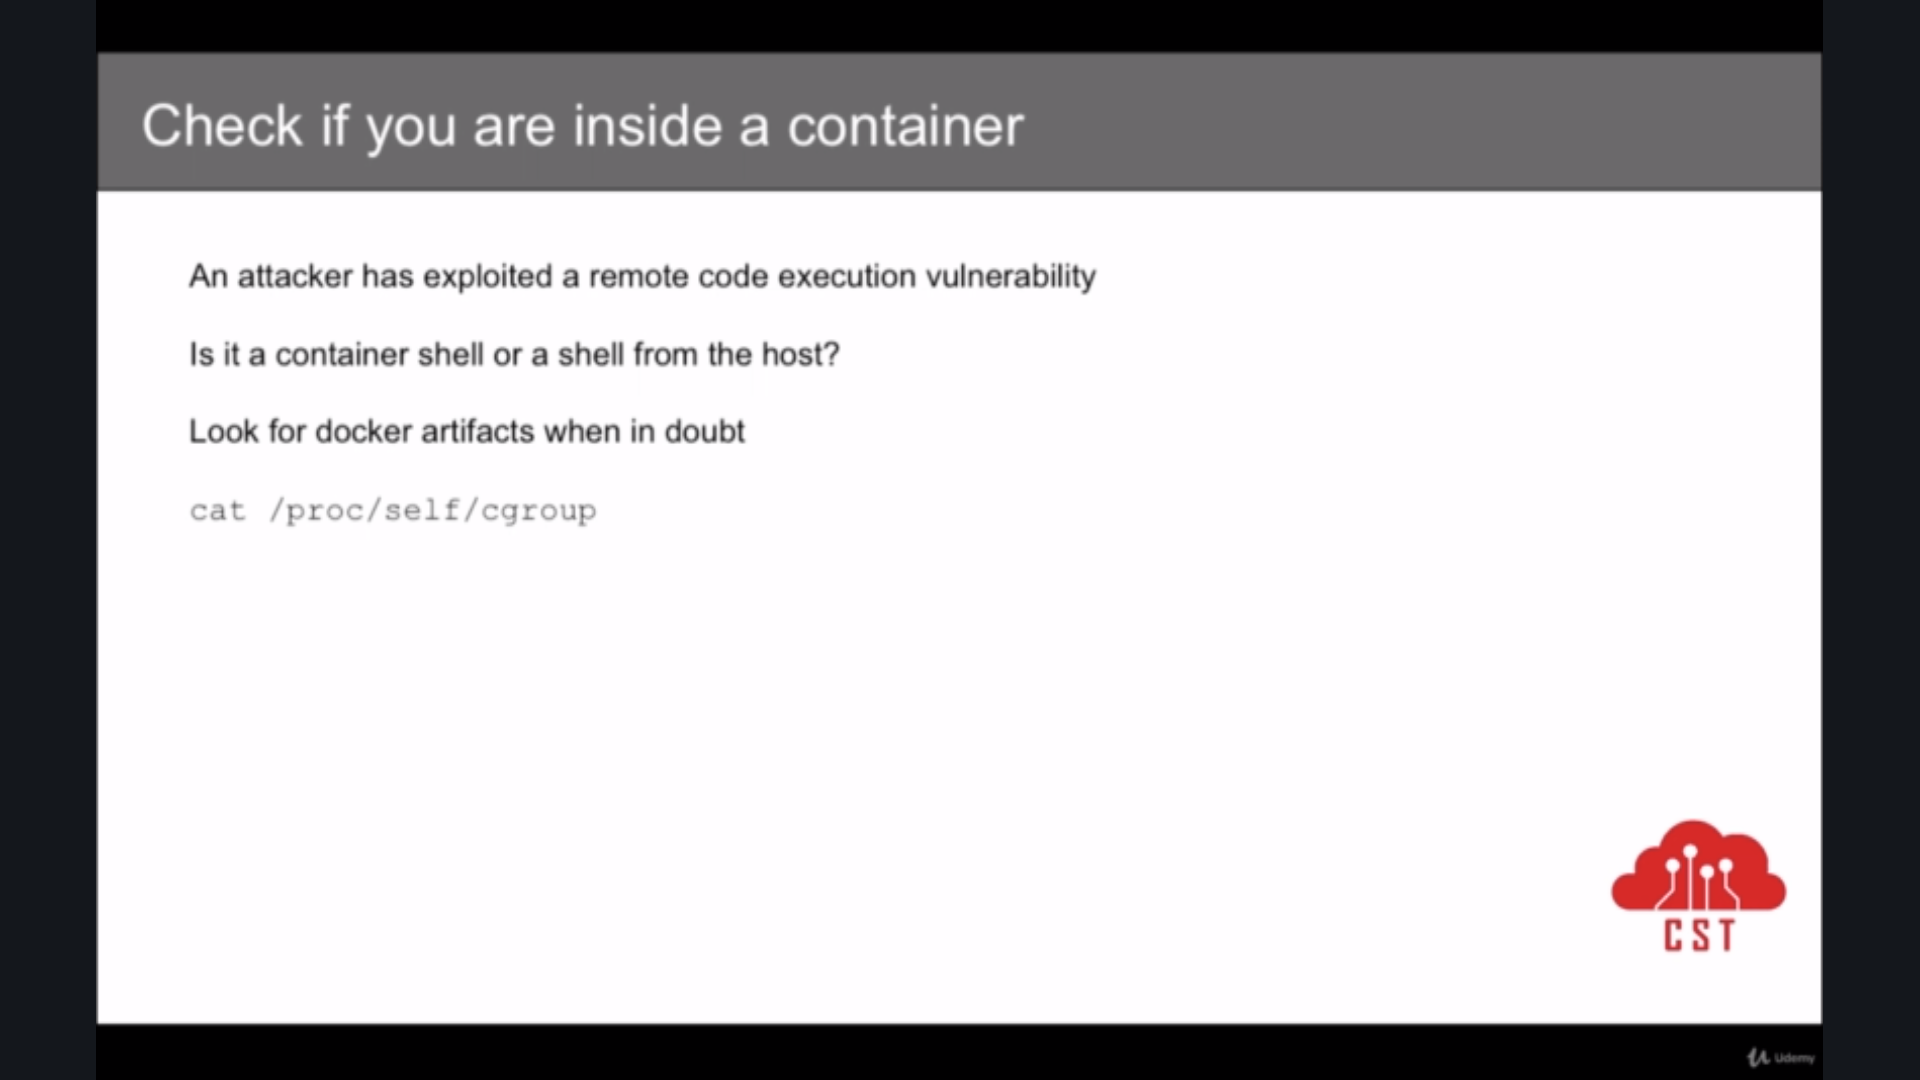 Check if you are inside a container
An attacker has exploited a remote code execution vulnerability
Is it a container shell or a shell from the host?
Look for docker artifacts when in doubt
cat /proc/self/cgroup
CST
Udemy